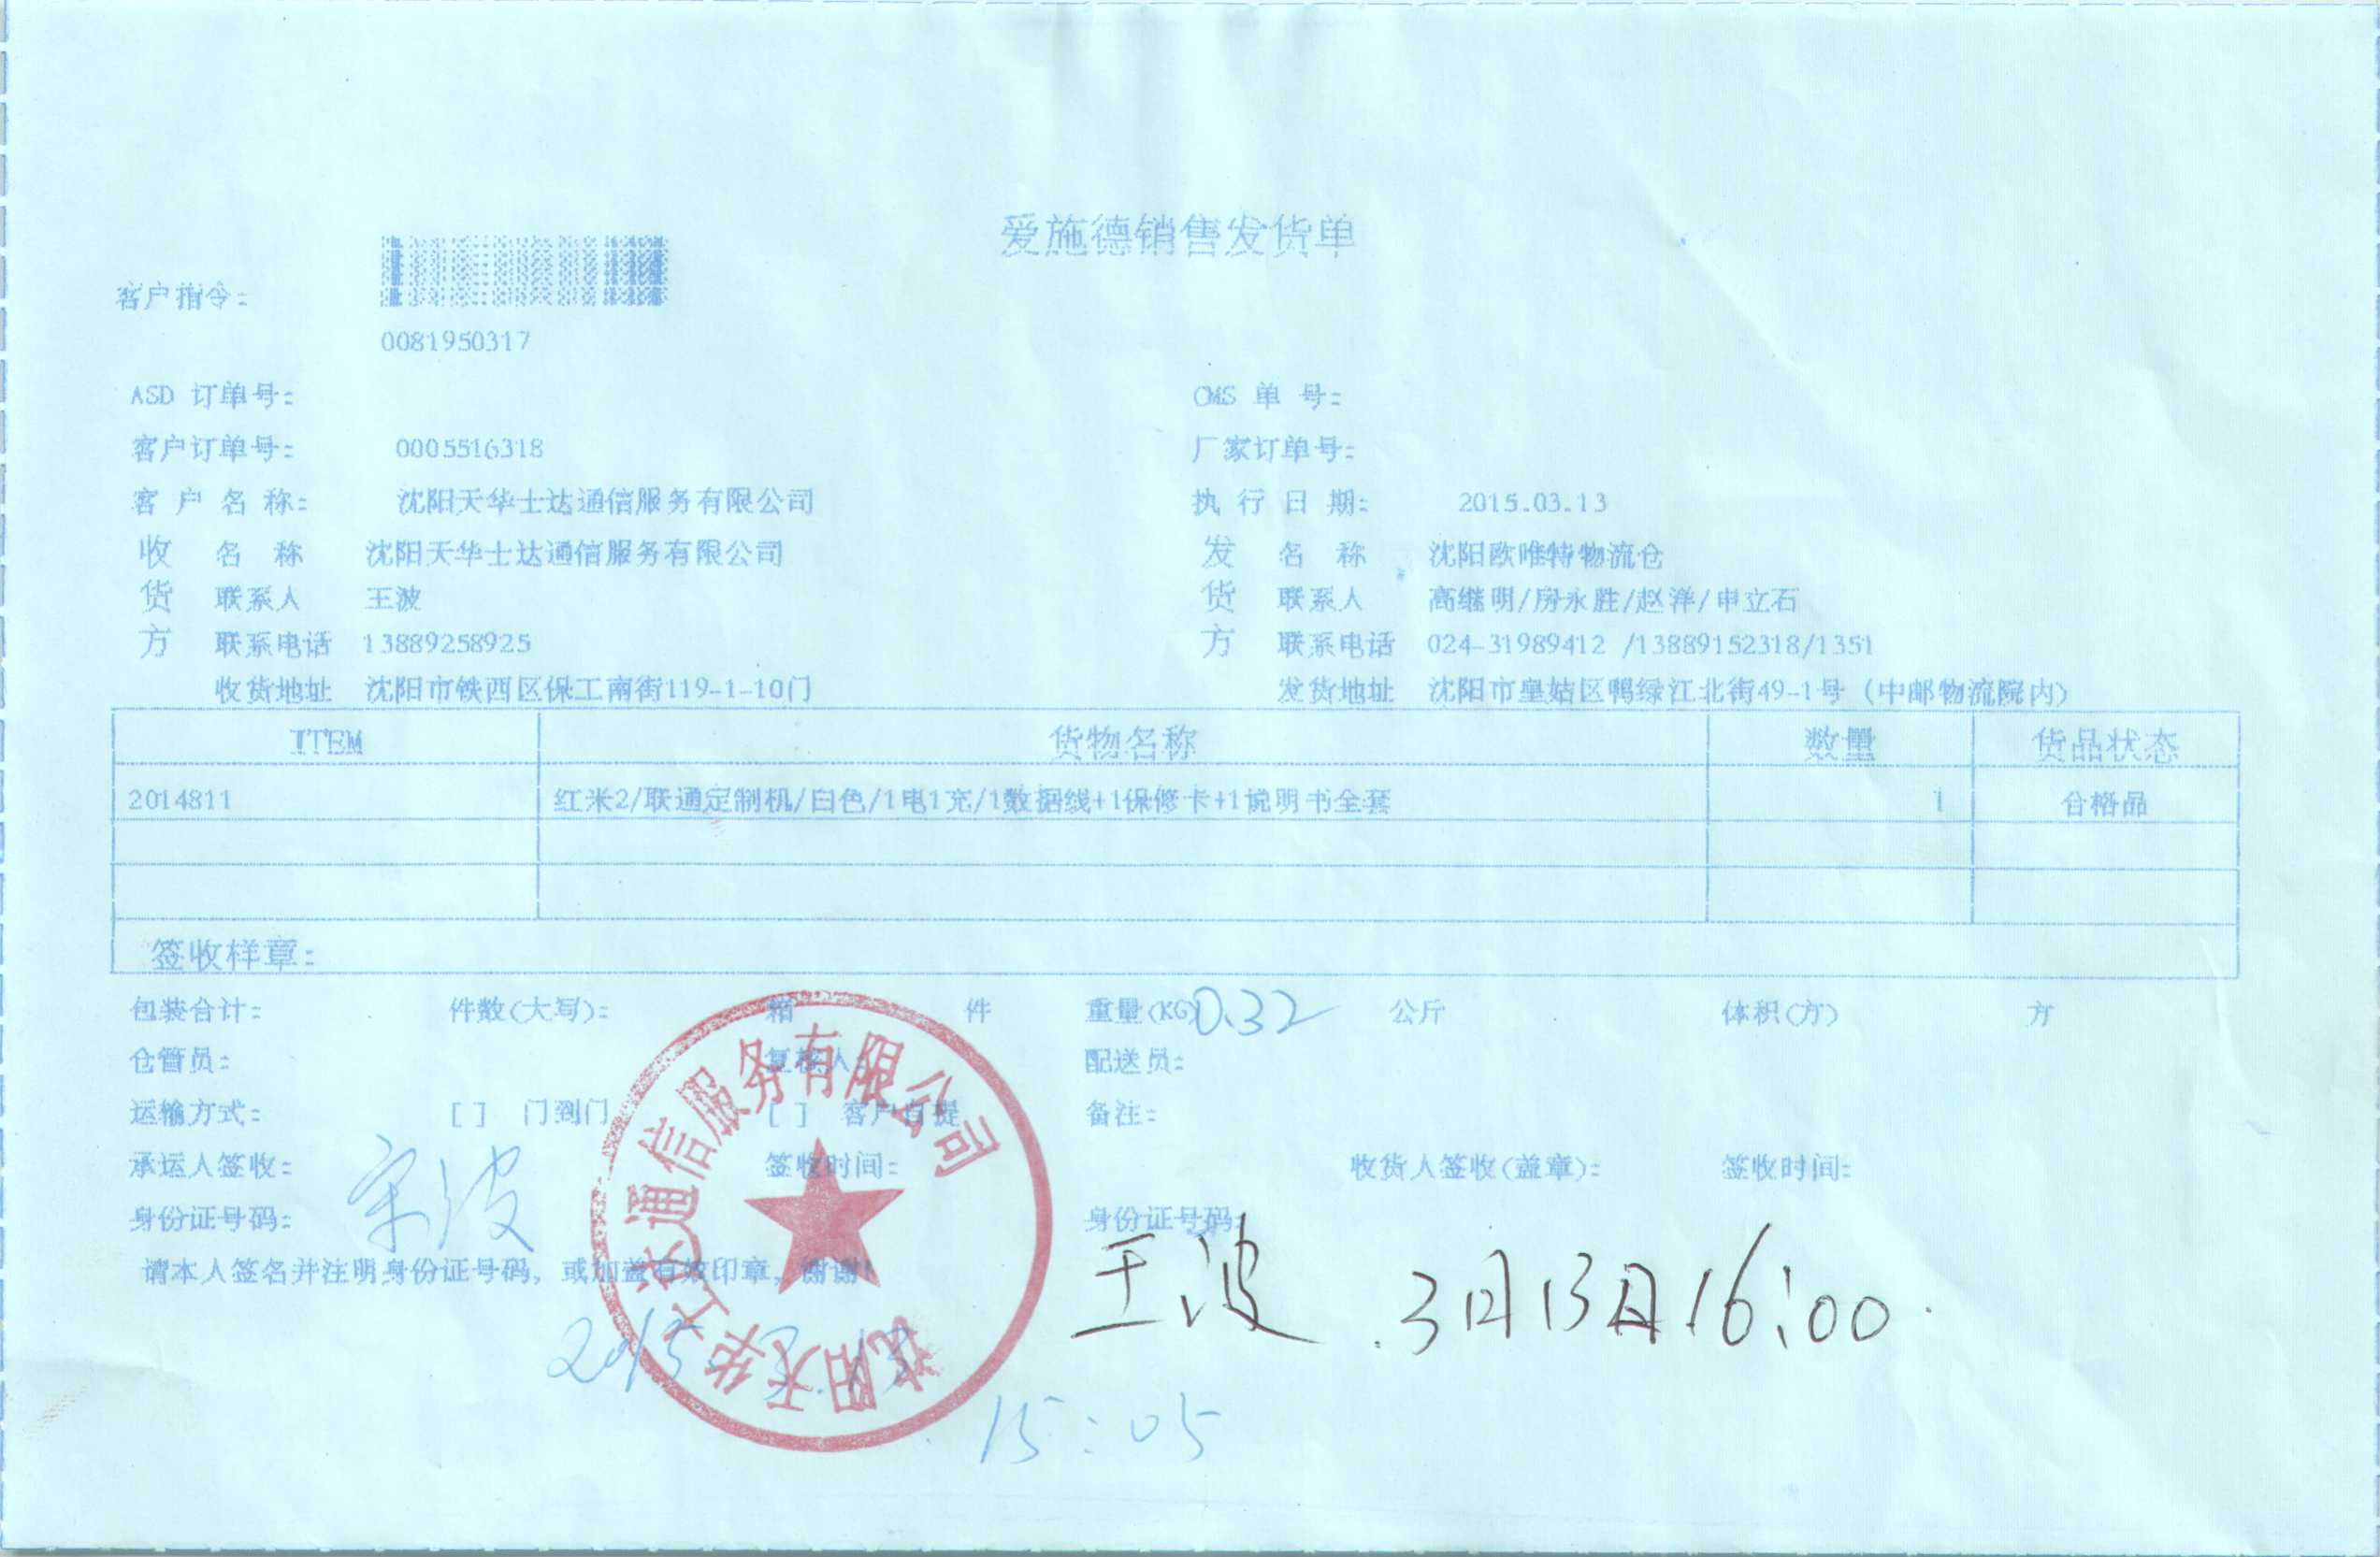 爱施德销售发货单
客户指令：
0081950317
ASD 订单号： CMS 单 号：
客户订单号： 0005516318 厂家订单号：
客 户 名 称： 沈阳天华士达通信服务有限公司 执 行 日 期： 2015.03.13
收 名 称 沈阳天华士达通信服务有限公司 发 名 称 沈阳欧唯特物流仓
货 联系人 王波 货 联系人 高继明/房永胜/赵洋/申立石
方 联系电话 13889258925 方 联系电话 024-31989412 /13889152318/1351
收货地址 沈阳市铁西区保工南街119-1-10门 发货地址 沈阳市皇姑区鸭绿江北街49-1号 (中邮物流院内)
ITEM 货物名称 数量 货品状态
2014811 红米2/联通定制机/白色/1电1充/1数据线+1保修卡+1说明书全套 1 合格品
签收样章：
包装合计： 件数(大写)： 箱 件 重量(KG) 0.32 公斤 体积(方) 方
仓管员： 复核人： 配送员：
运输方式： [ ] 门到门 [ ] 客户自提 备注：
承运人签收： 宋波 签收时间： 收货人签收(盖章)： 签收时间：
身份证号码： 身份证号码：
请本人签名并注明身份证号码，或加盖有效印章，谢谢！
王波 3月13日16:00
2015.3.13
15:05
沈阳天华士达通信服务有限公司